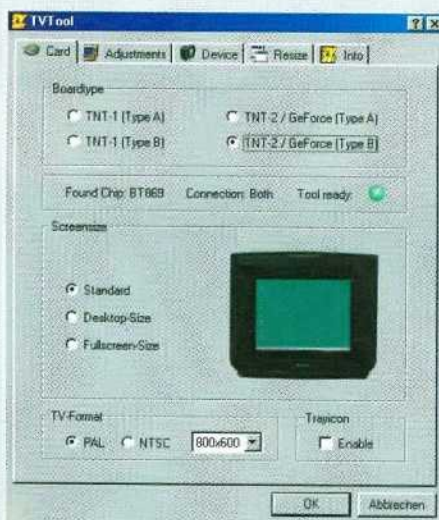 TVTool
Card Adjustments Device Resize Info
Boardtype
TNT-1 (Type A) TNT-2 / GeForce (Type A)
TNT-1 (Type B) TNT-2 / GeForce (Type B)
Found Chip: BT869 Connection: Both Tool ready:
Screensize
Standard
Desktop-Size
Fullscreen-Size
TV-Format Trayicon
PAL NTSC 800x600 Enable
OK Abbrechen